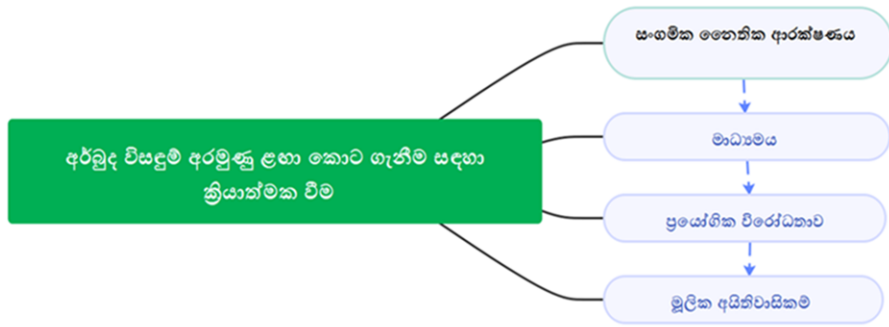 සංගමික නෛතික ආරක්ෂණය
අර්බුද විසඳුම් අරමුණු ළඟා කොට ගැනීම සඳහා
ක්‍රියාත්මක වීම
මාධ්‍යමය
ප්‍රයෝගික විරෝධතාව
මූලික අයිතිවාසිකම්